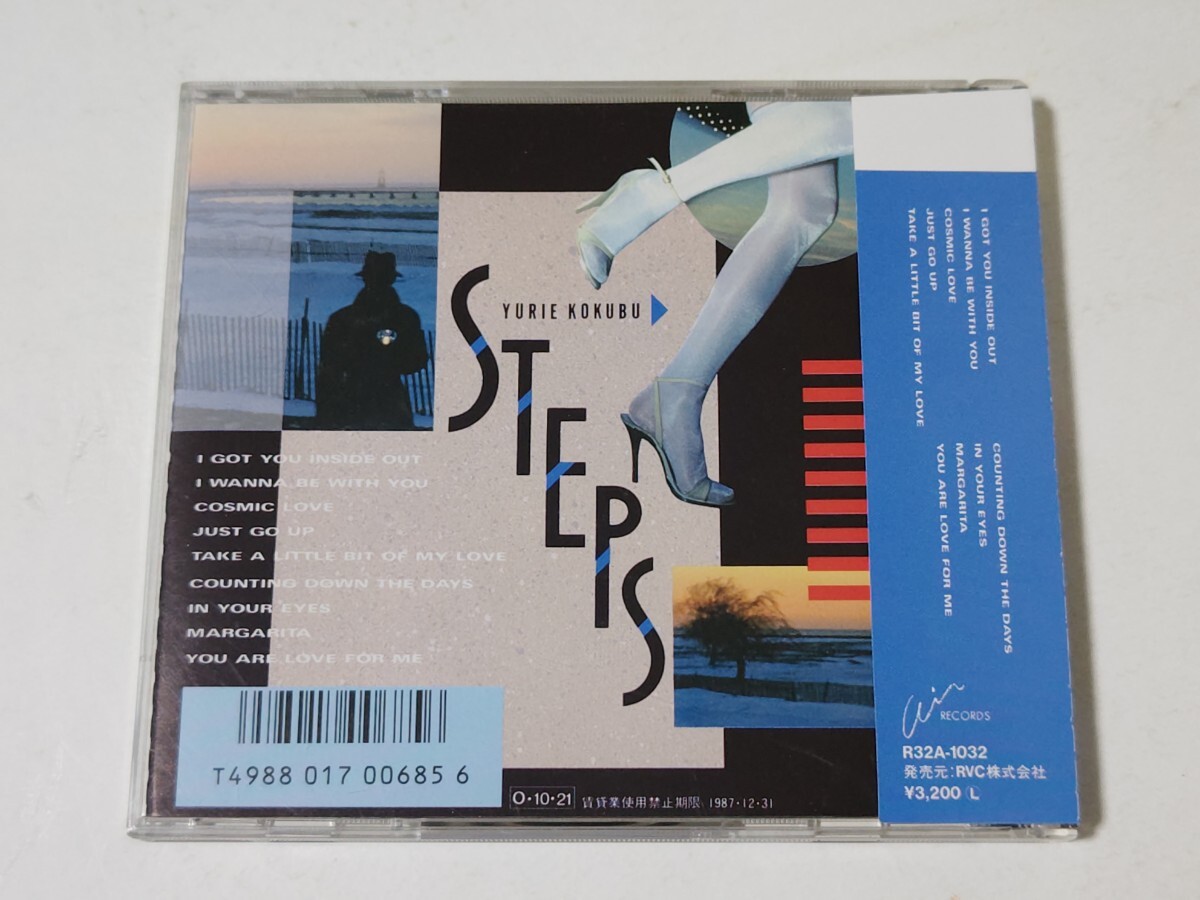 YURIE KOKUBU
STEPS
I GOT YOU INSIDE OUT
I WANNA BE WITH YOU
COSMIC LOVE
JUST GO UP
TAKE A LITTLE BIT OF MY LOVE
COUNTING DOWN THE DAYS
IN YOUR EYES
MARGARITA
YOU ARE LOVE FOR ME
T4988 017 00685 6
O・10・21 賃貸業使用禁止期限 1987・12・31
I GOT YOU INSIDE OUT
I WANNA BE WITH YOU
COSMIC LOVE
JUST GO UP
TAKE A LITTLE BIT OF MY LOVE
COUNTING DOWN THE DAYS
IN YOUR EYES
MARGARITA
YOU ARE LOVE FOR ME
Air RECORDS
R32A-1032
発売元:RVC株式会社
¥3,200 Ⓛ